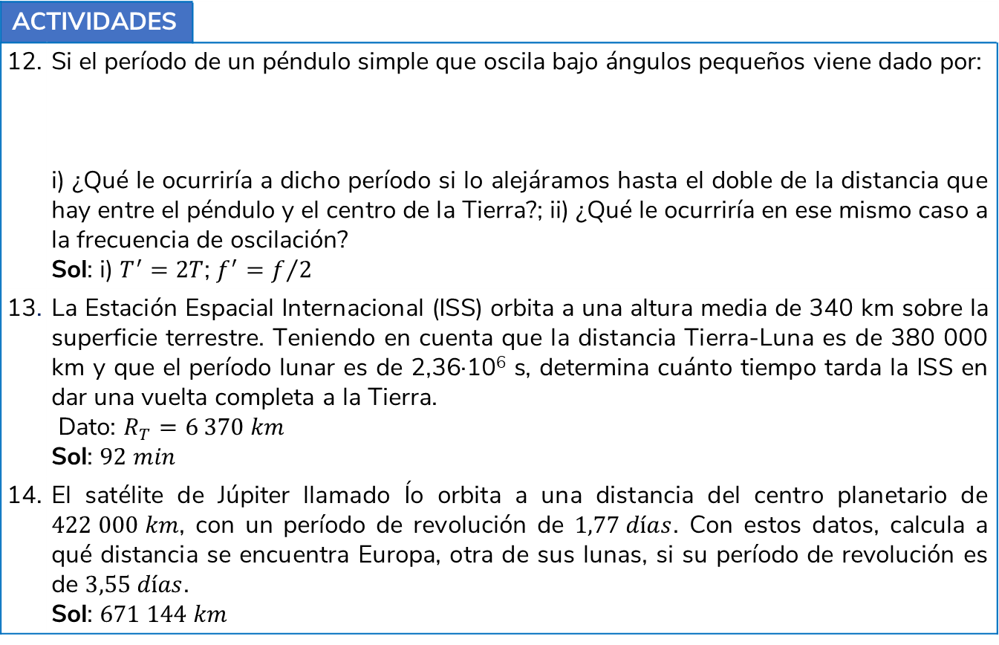 ACTIVIDADES
12. Si el período de un péndulo simple que oscila bajo ángulos pequeños viene dado por:
i) ¿Qué le ocurriría a dicho período si lo alejáramos hasta el doble de la distancia que
hay entre el péndulo y el centro de la Tierra?; ii) ¿Qué le ocurriría en ese mismo caso a
la frecuencia de oscilación?
Sol: i) T′ = 2T; f′ = f/2
13. La Estación Espacial Internacional (ISS) orbita a una altura media de 340 km sobre la
superficie terrestre. Teniendo en cuenta que la distancia Tierra-Luna es de 380 000
km y que el período lunar es de 2,36·10⁶ s, determina cuánto tiempo tarda la ISS en
dar una vuelta completa a la Tierra.
Dato: R_T = 6 370 km
Sol: 92 min
14. El satélite de Júpiter llamado Ío orbita a una distancia del centro planetario de
422 000 km, con un período de revolución de 1,77 días. Con estos datos, calcula a
qué distancia se encuentra Europa, otra de sus lunas, si su período de revolución es
de 3,55 días.
Sol: 671 144 km